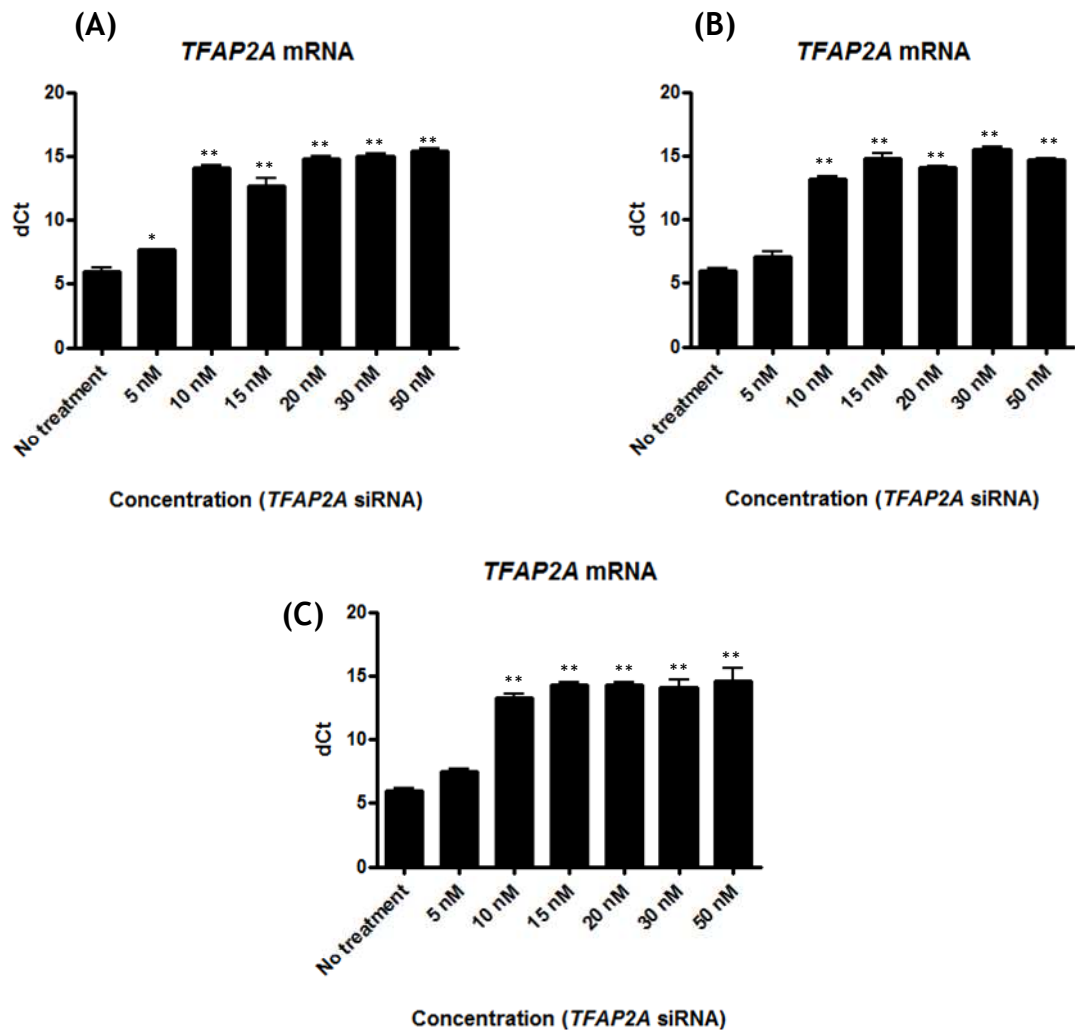 (A)
TFAP2A mRNA
20
15
10
5
0
dCt
*
**
**
**
**
**
No treatment
5 nM
10 nM
15 nM
20 nM
30 nM
50 nM
Concentration (TFAP2A siRNA)
(B)
TFAP2A mRNA
20
15
10
5
0
dCt
**
**
**
**
**
No treatment
5 nM
10 nM
15 nM
20 nM
30 nM
50 nM
Concentration (TFAP2A siRNA)
(C)
TFAP2A mRNA
20
15
10
5
0
dCt
**
**
**
**
**
No treatment
5 nM
10 nM
15 nM
20 nM
30 nM
50 nM
Concentration (TFAP2A siRNA)